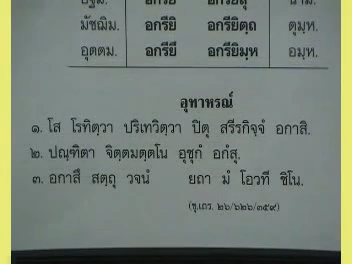 มัชฌิม. อกรีโย อกรียิตฺถ ตุมฺห.
อุตตม. อกรียึ อกรียิมฺห อมฺห.
อุทาหรณ์
๑. โส โรทิตฺวา ปริเทวิตฺวา ปิตุ สรีรกิจฺจํ อกาสิ.
๒. ปณฺฑิตา จิตฺตมตฺตโน อุชุกํ อกํสุ.
๓. อกาสึ สตฺถุ วจนํ ยถา มํ โอวที ชิโน.
(ขุ.เถร. ๒๖/๖๒๖/๓๕๙)